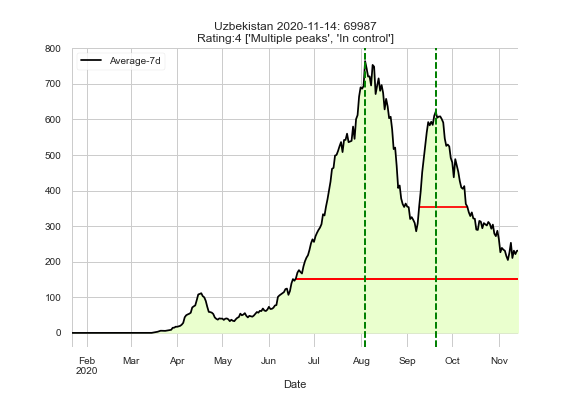 Uzbekistan 2020-11-14: 69987
Rating:4 ['Multiple peaks', 'In control']
Average-7d
800
700
600
500
400
300
200
100
0
Feb Mar Apr May Jun Jul Aug Sep Oct Nov
2020
Date